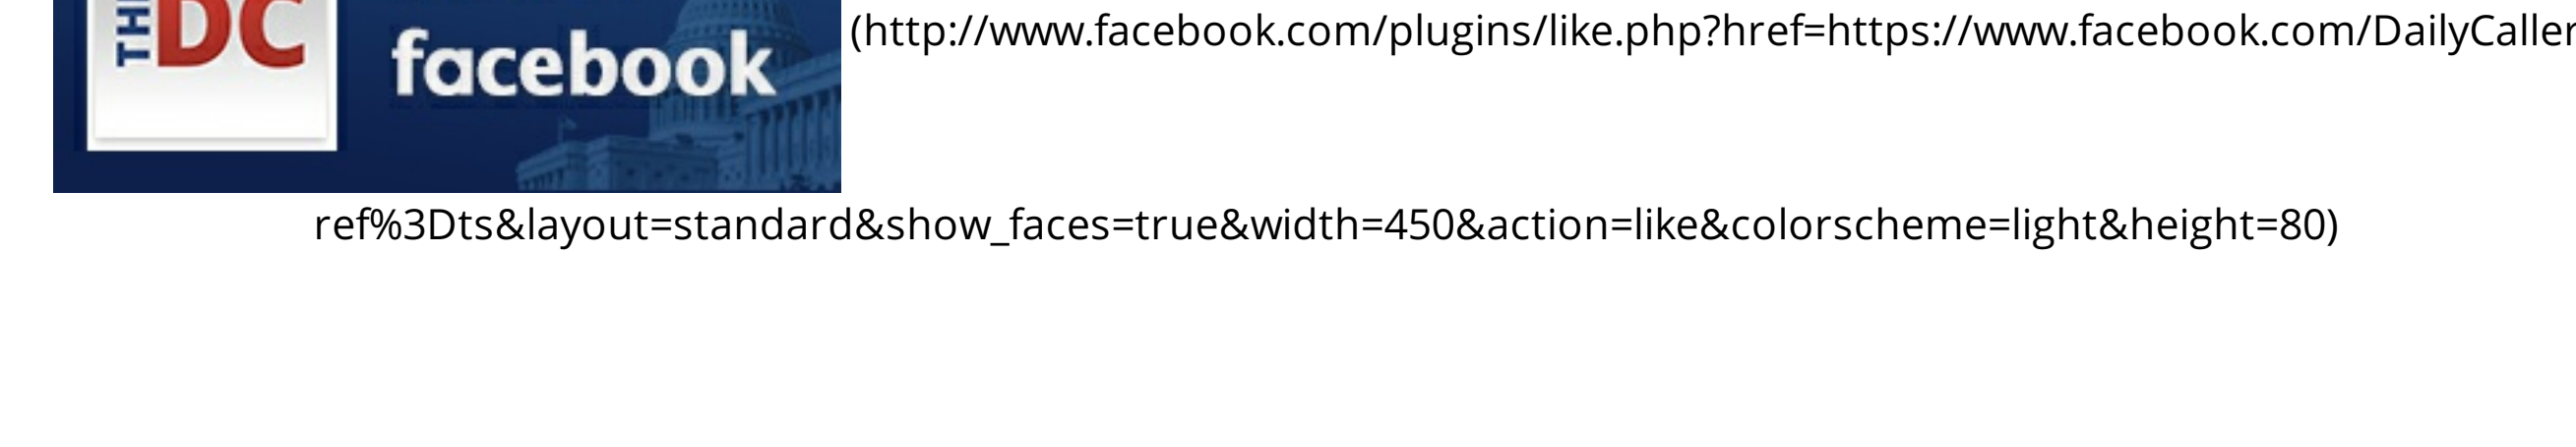 DC
facebook
(http://www.facebook.com/plugins/like.php?href=https://www.facebook.com/DailyCaller
ref%3Dts&layout=standard&show_faces=true&width=450&action=like&colorscheme=light&height=80)